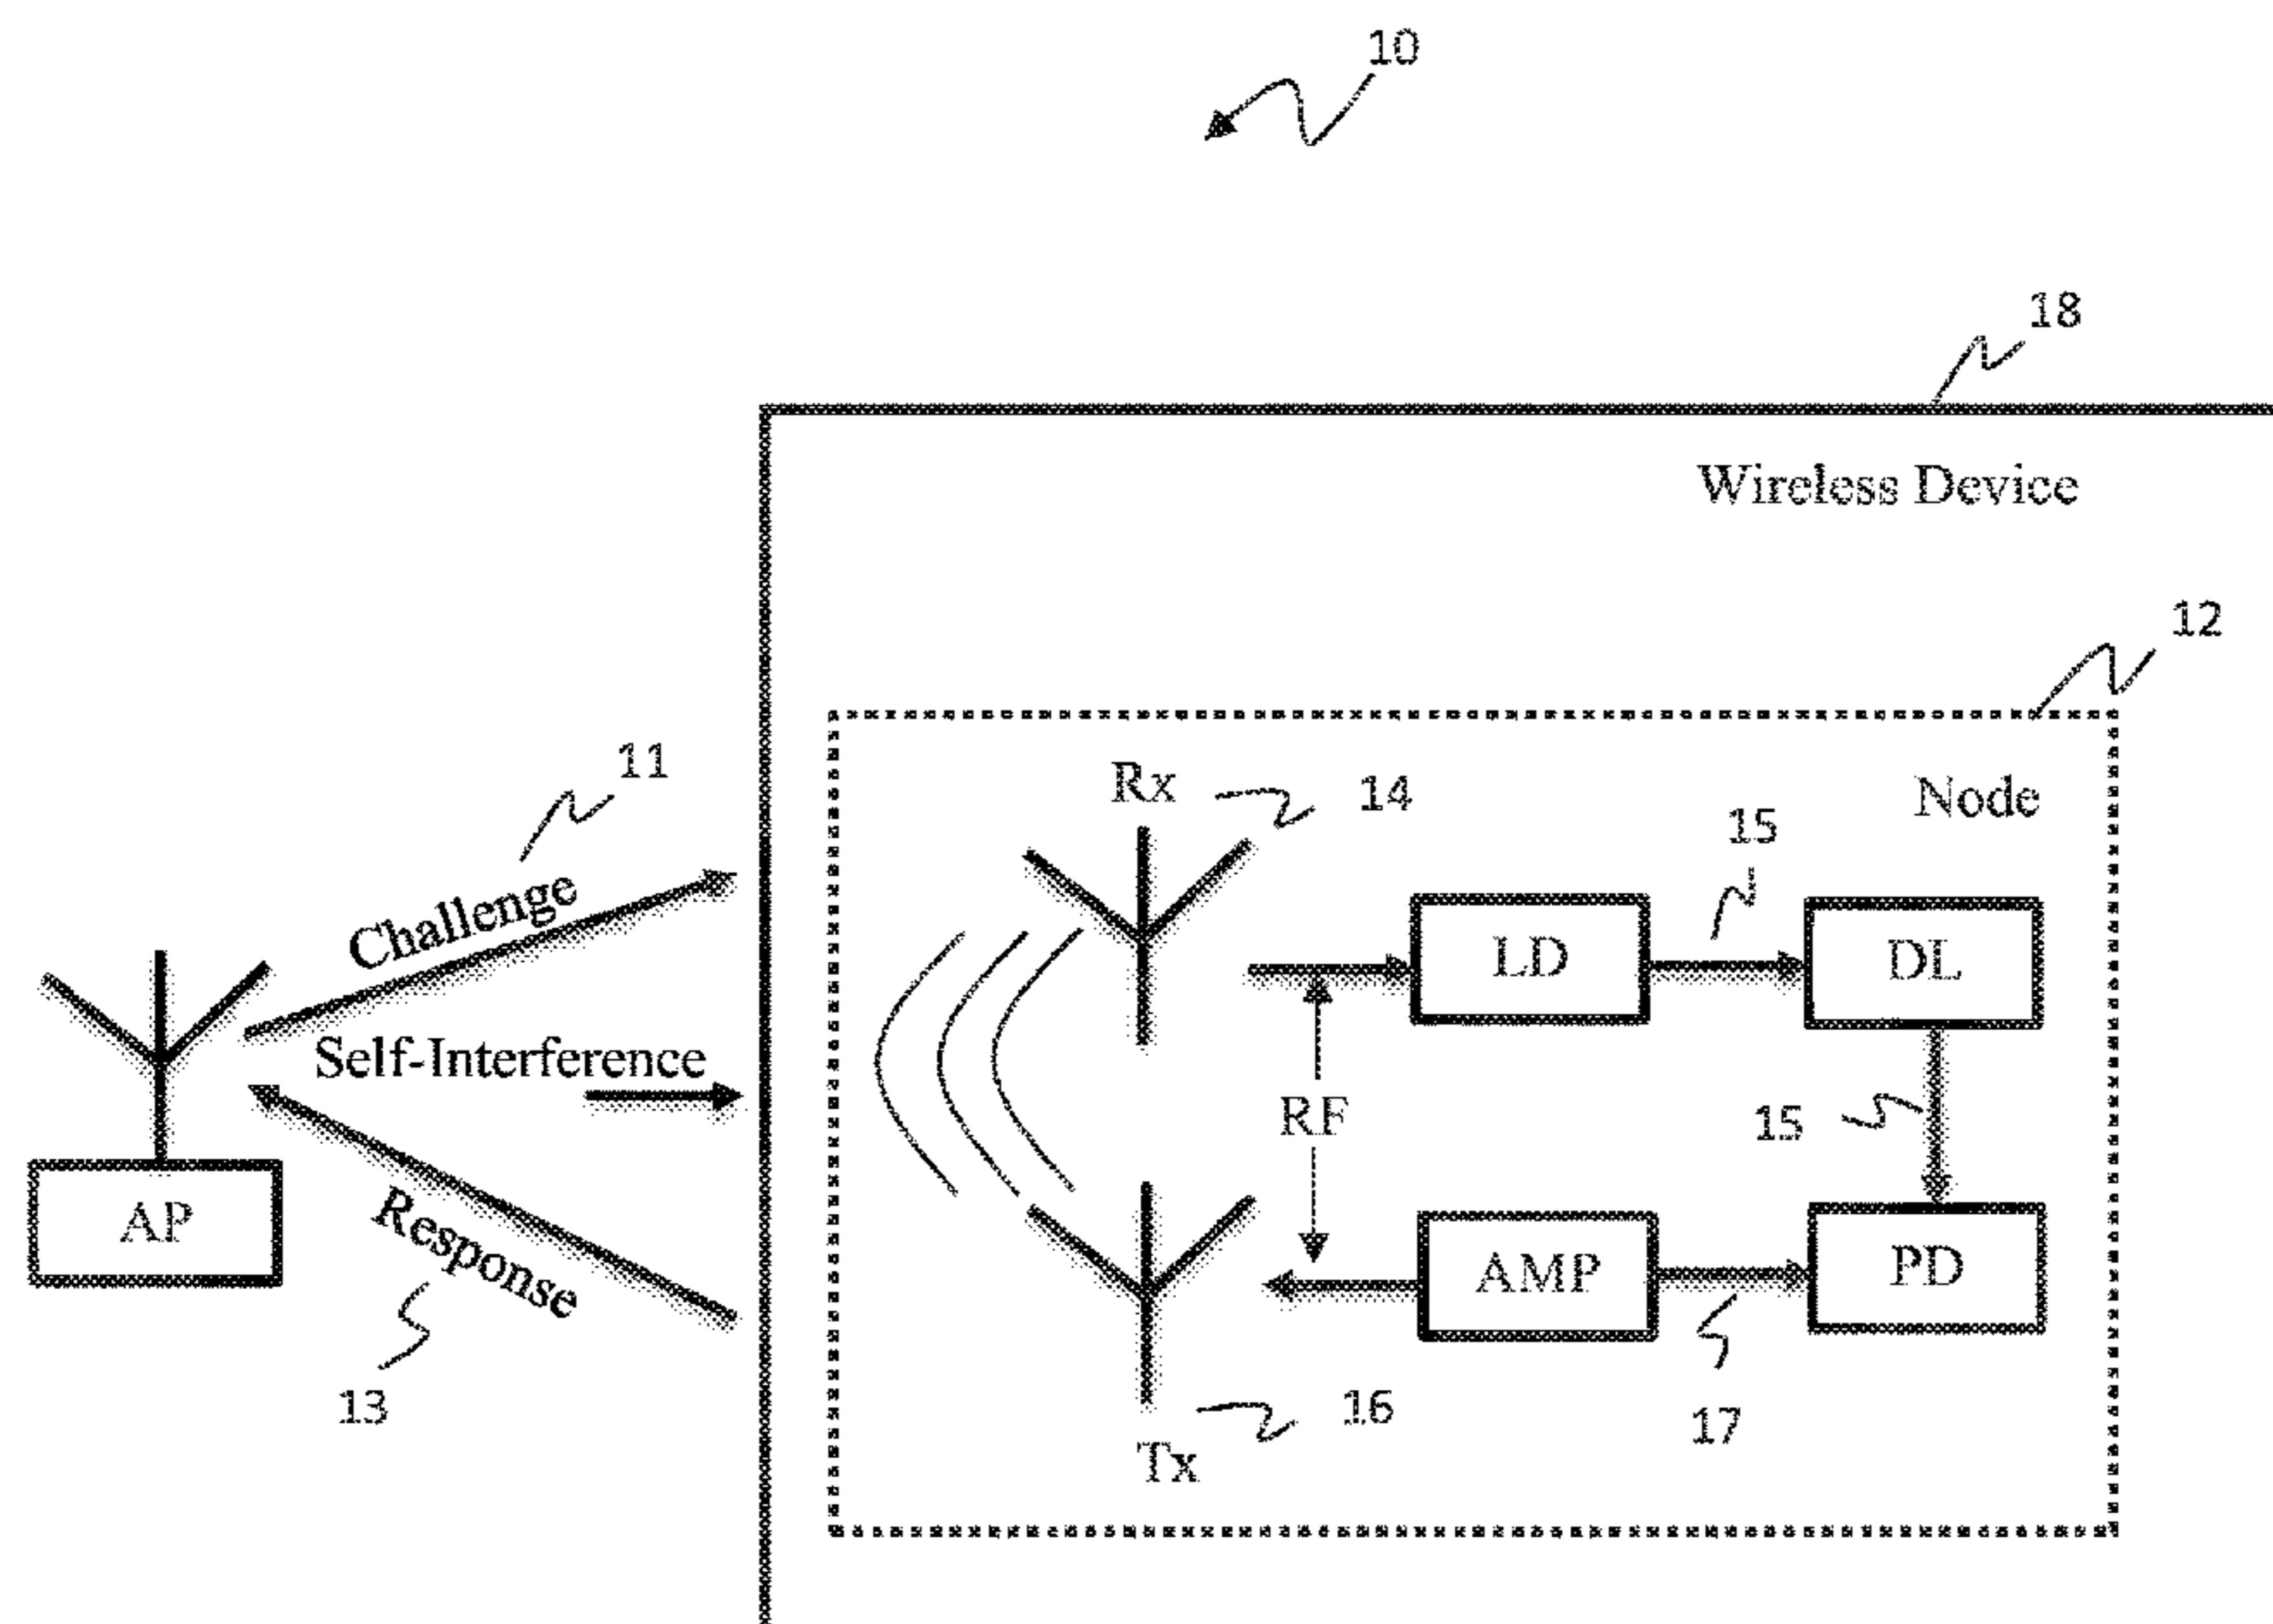 10
18
Wireless Device
12
11
Rx
14
Node
15
Challenge
LD
DL
Self-Interference
RF
15
AP
Response
AMP
PD
13
16
17
Tx